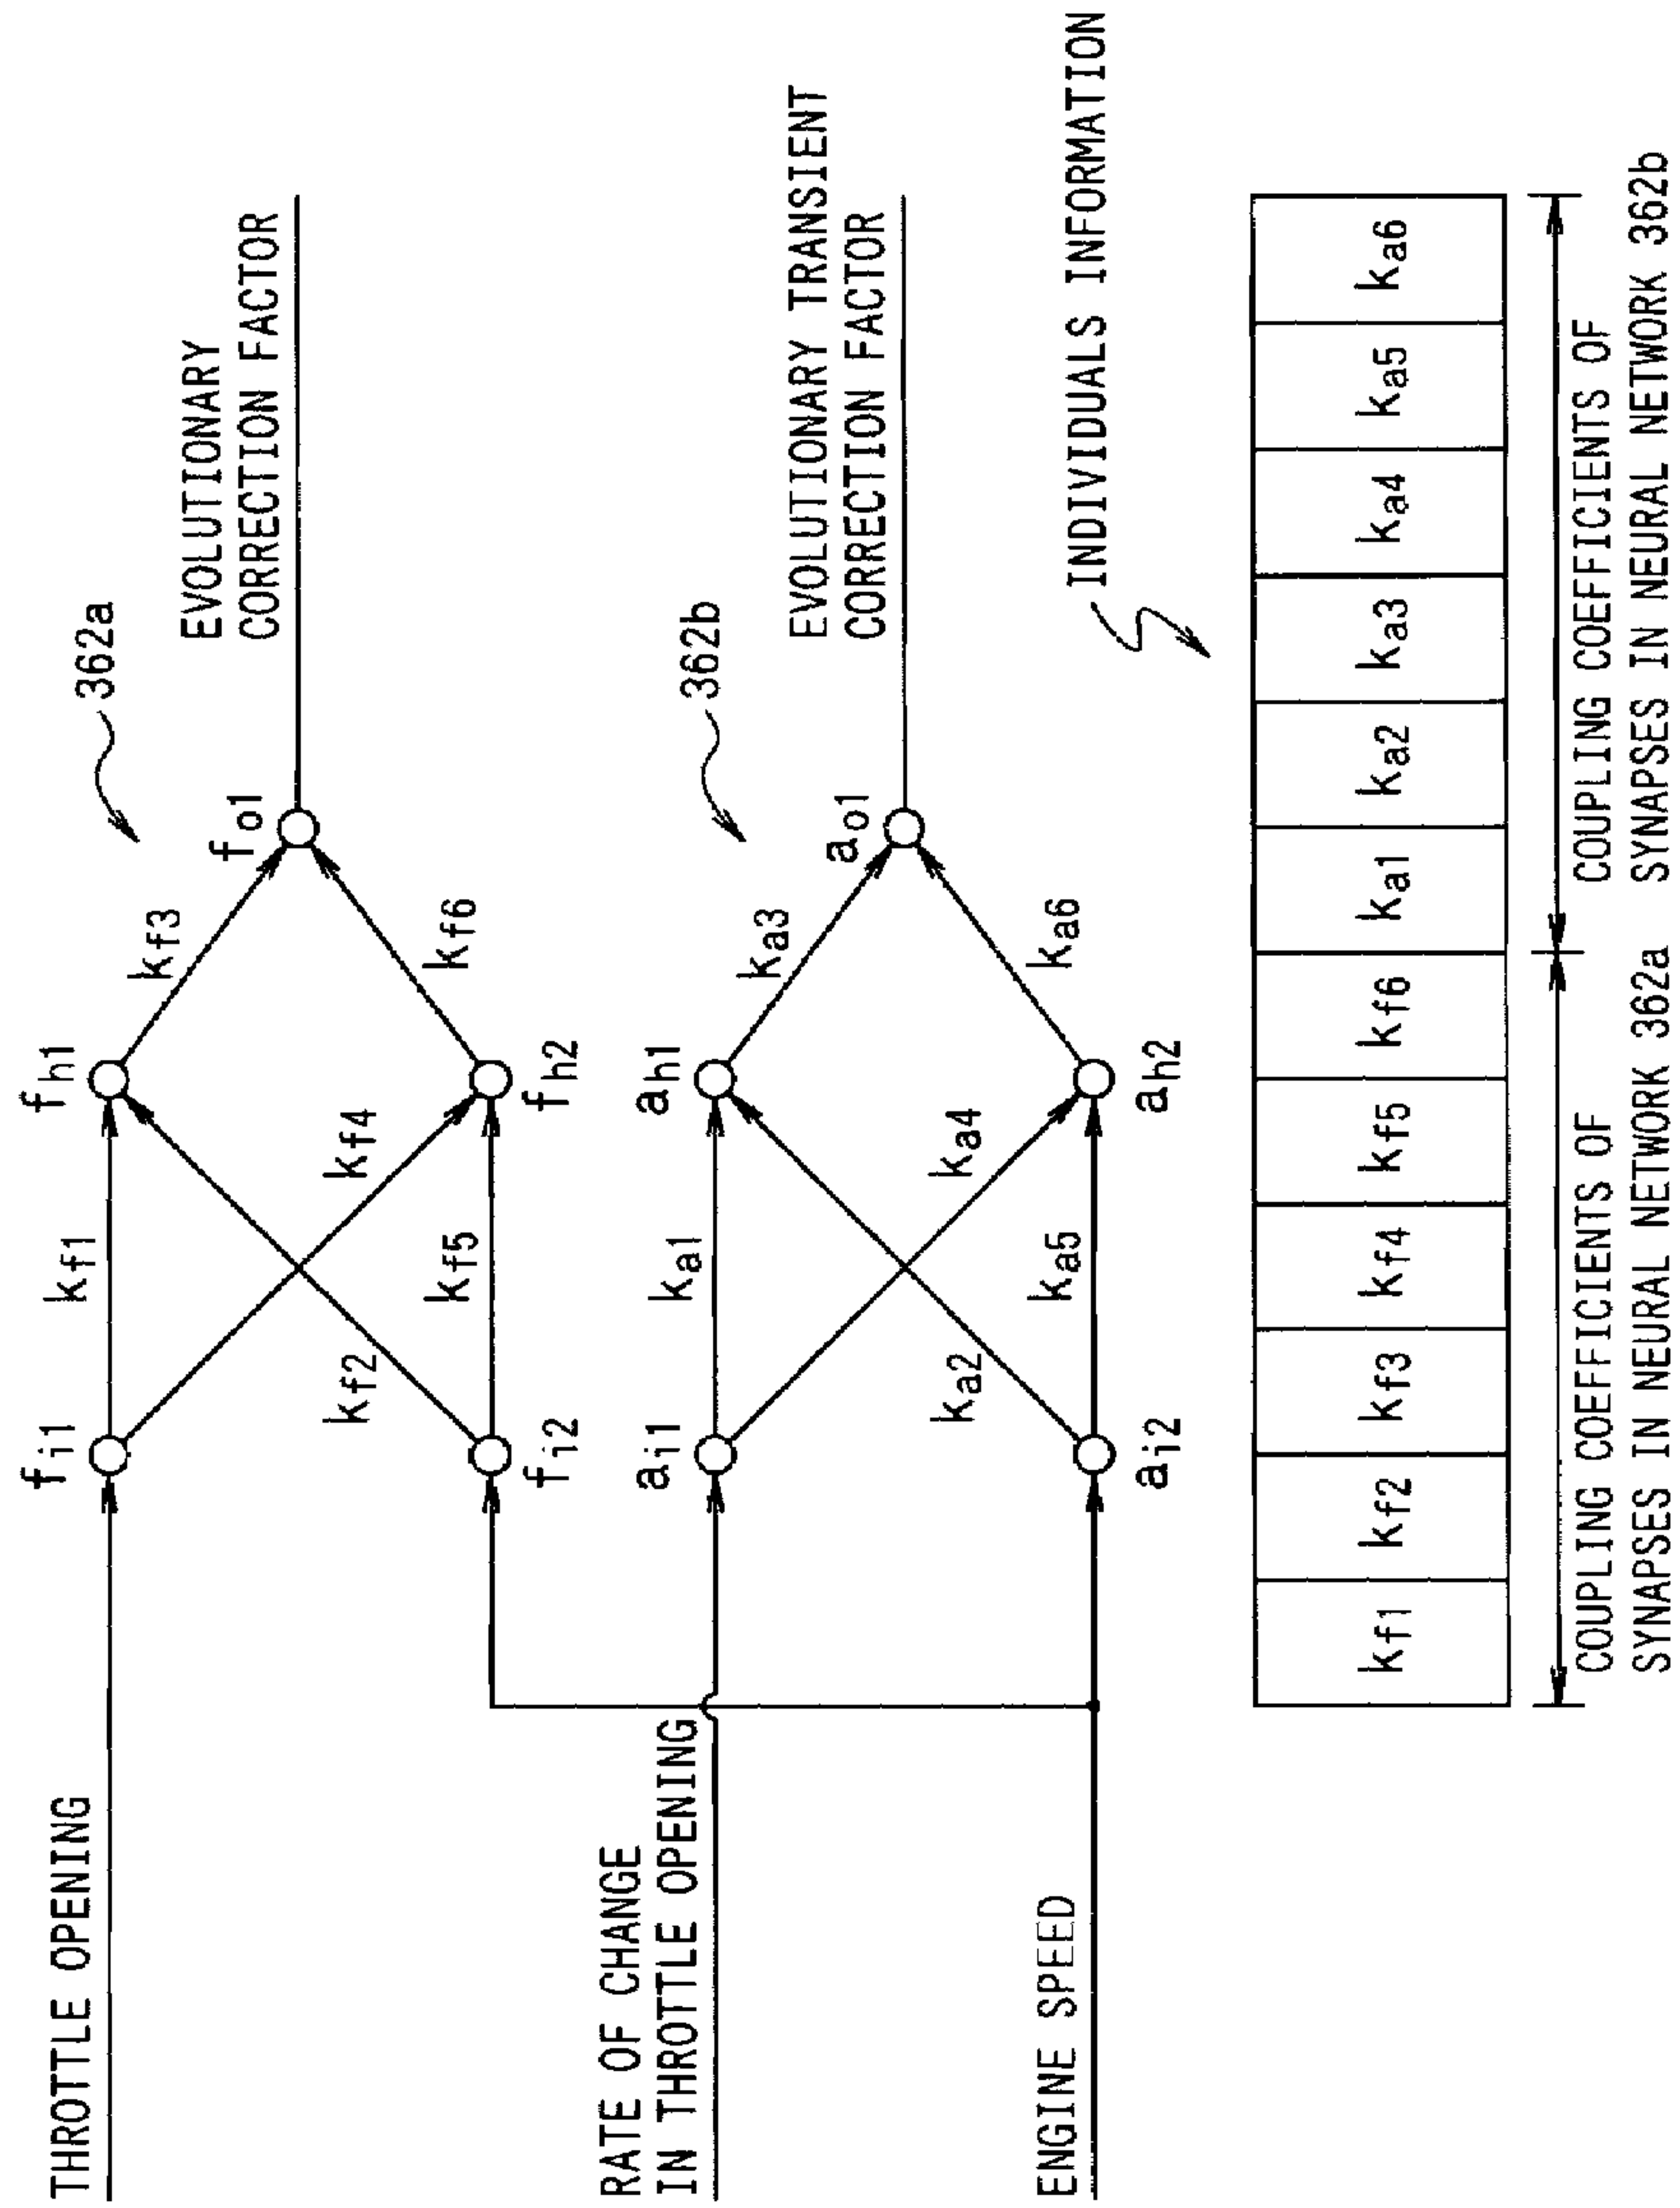 THROTTLE OPENING
RATE OF CHANGE
IN THROTTLE OPENING
ENGINE SPEED
fi1
kf1
fh1
kf4
kf2
kf3
fi2
kf5
fh2
kf6
fo1
362a
EVOLUTIONARY
CORRECTION FACTOR
ai1
ka1
ah1
ka4
ka2
ka3
ai2
ka5
ah2
ka6
ao1
362b
EVOLUTIONARY TRANSIENT
CORRECTION FACTOR
INDIVIDUALS INFORMATION
kf1 kf2 kf3 kf4 kf5 kf6 ka1 ka2 ka3 ka4 ka5 ka6
COUPLING COEFFICIENTS OF
SYNAPSES IN NEURAL NETWORK 362a
COUPLING COEFFICIENTS OF
SYNAPSES IN NEURAL NETWORK 362b